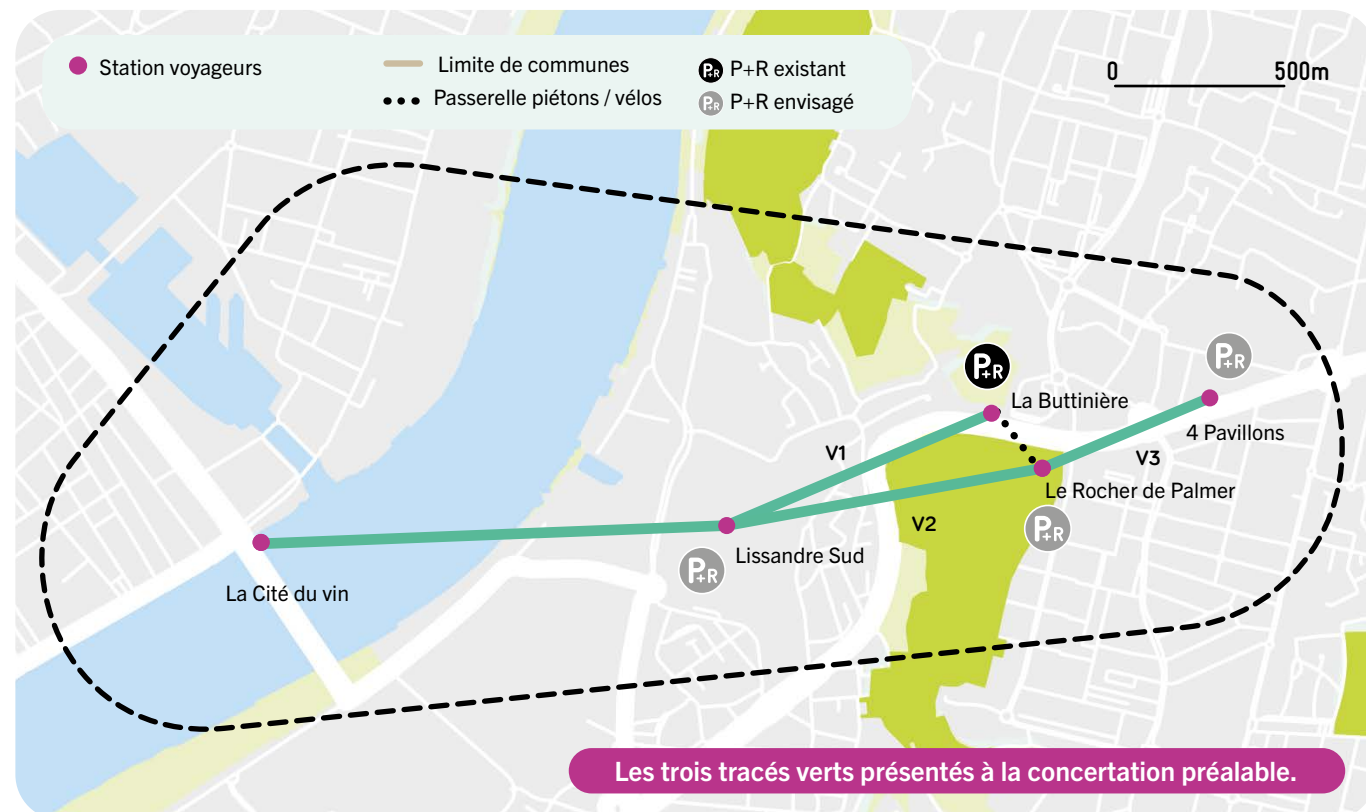 Station voyageurs
Limite de communes
Passerelle piétons / vélos
P+R P+R existant
P+R P+R envisagé
0 500m
P+R
La Buttinière
P+R
4 Pavillons
V1
V3
Le Rocher de Palmer
P+R
V2
Lissandre Sud
P+R
La Cité du vin
Les trois tracés verts présentés à la concertation préalable.